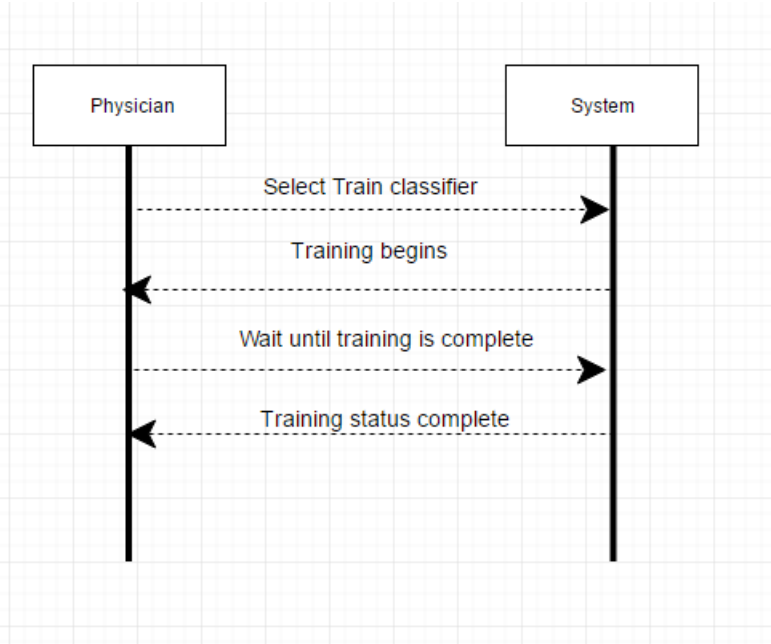 Physician
System
Select Train classifier
Training begins
Wait until training is complete
Training status complete